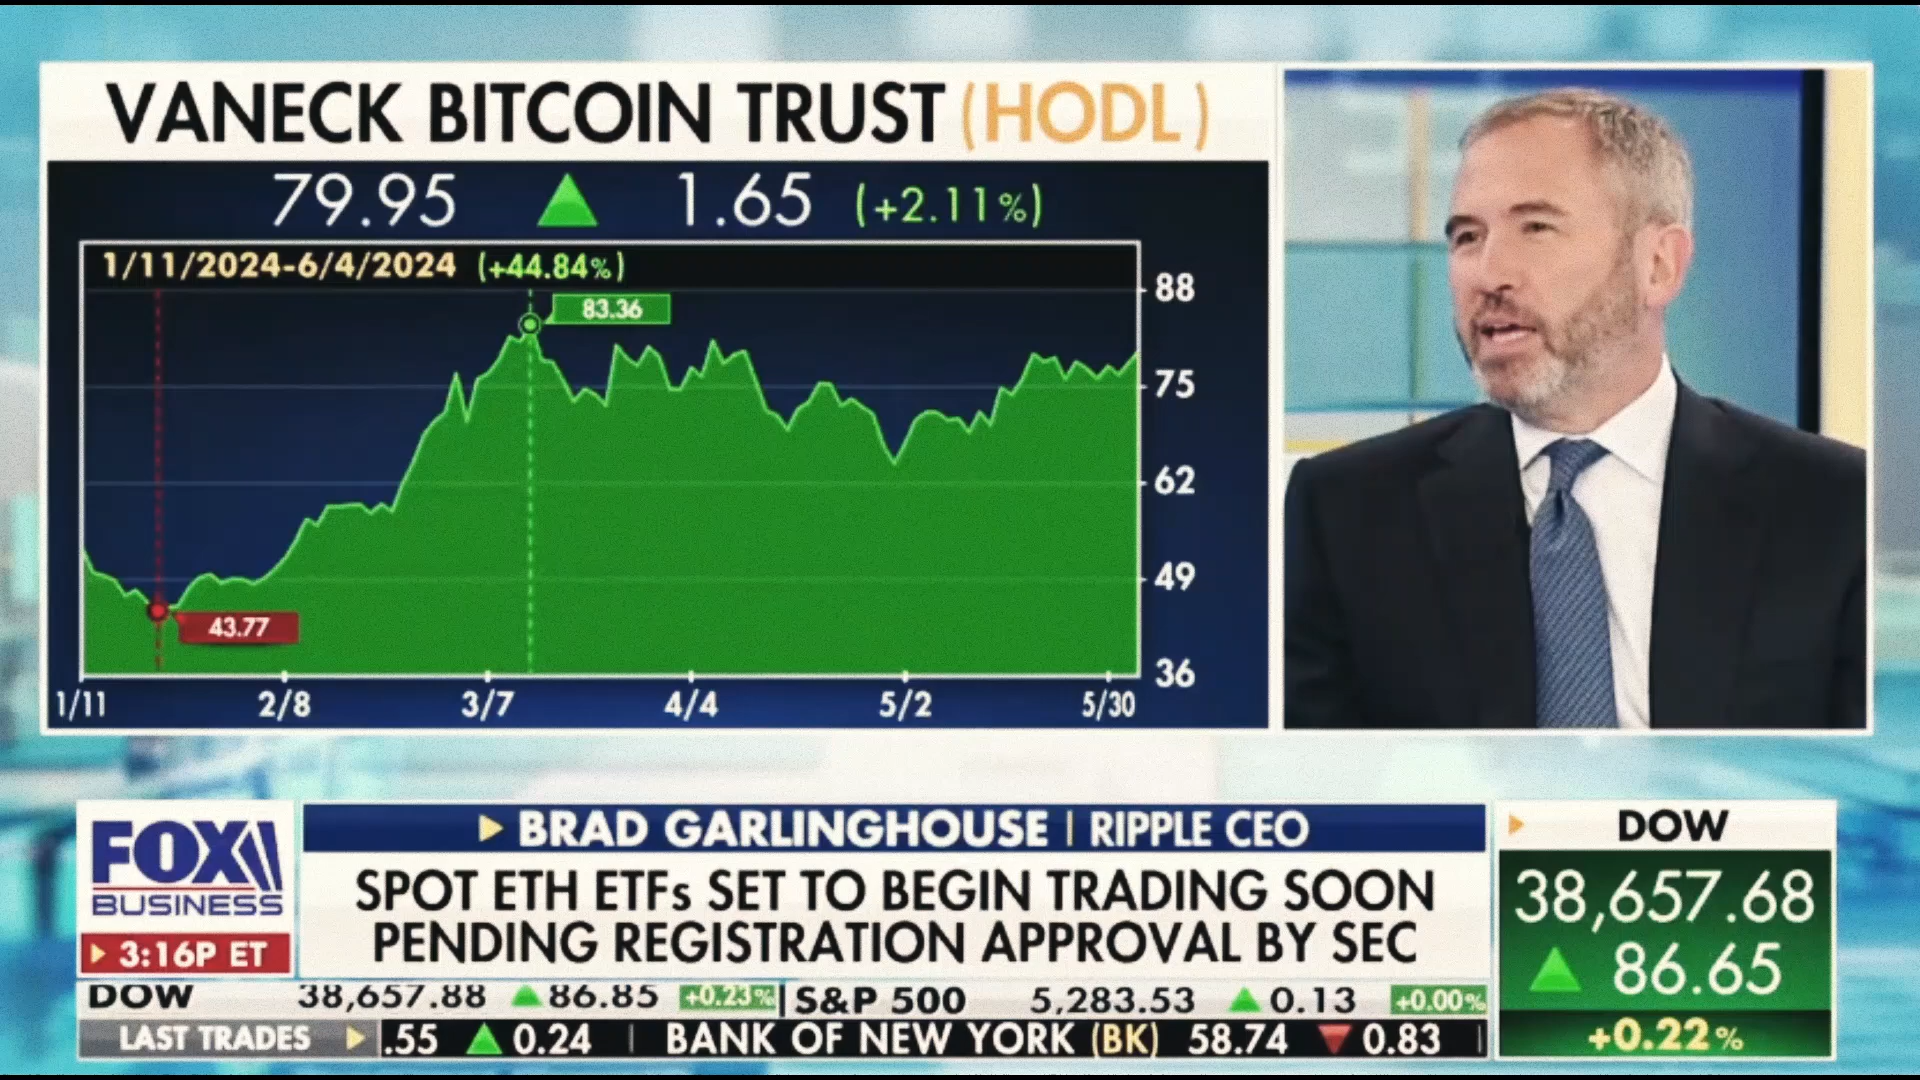 VANECK BITCOIN TRUST (HODL)
79.95 ▲ 1.65 (+2.11%)
1/11/2024-6/4/2024 (+44.84%)
83.36
43.77
88
75
62
49
36
1/11 2/8 3/7 4/4 5/2 5/30
FOX BUSINESS
3:16P ET
BRAD GARLINGHOUSE | RIPPLE CEO
SPOT ETH ETFs SET TO BEGIN TRADING SOON
PENDING REGISTRATION APPROVAL BY SEC
DOW
38,657.68
▲ 86.65
+0.22%
DOW 38,657.88 ▲ 86.85 +0.23% | S&P 500 5,283.53 ▲ 0.13 +0.00%
LAST TRADES .55 ▲ 0.24 | BANK OF NEW YORK (BK) 58.74 ▼ 0.83 |